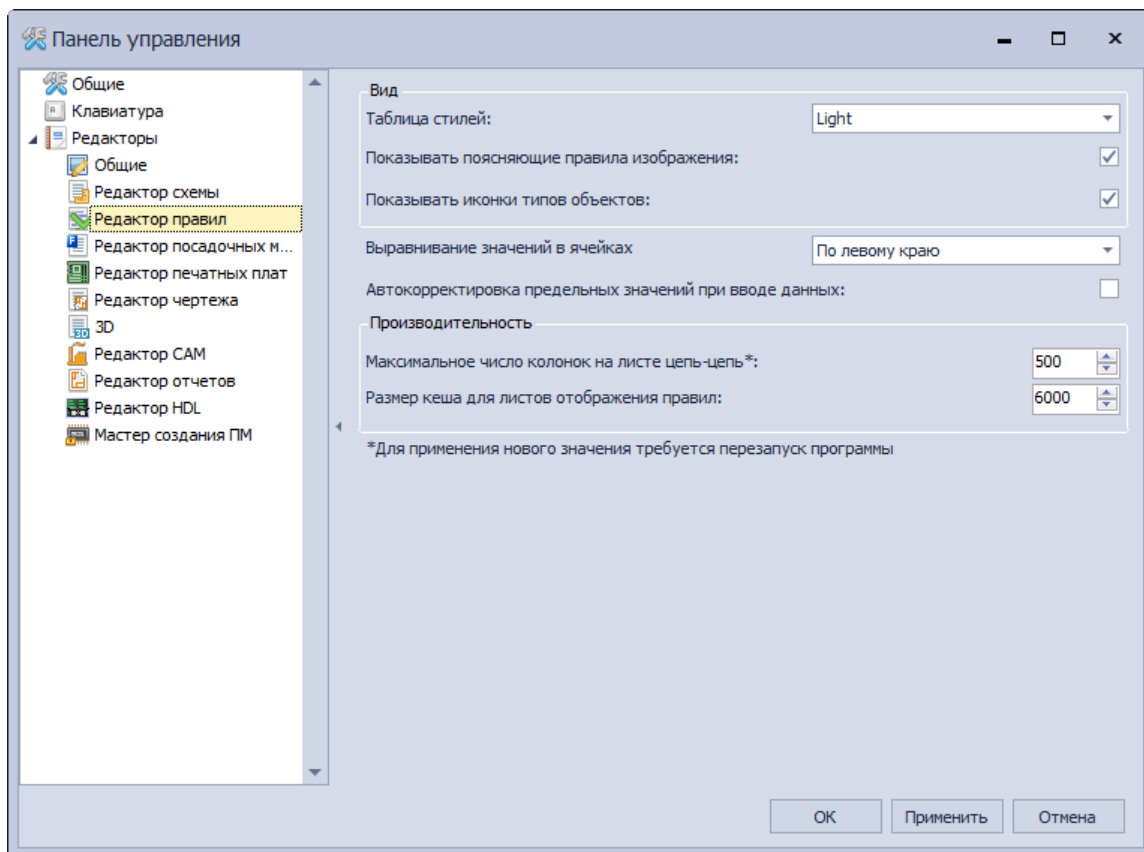 Панель управления
Общие
Клавиатура
Редакторы
Общие
Редактор схемы
Редактор правил
Редактор посадочных м...
Редактор печатных плат
Редактор чертежа
3D
Редактор CAM
Редактор отчетов
Редактор HDL
Мастер создания ПМ
Вид
Таблица стилей: Light
Показывать поясняющие правила изображения:
Показывать иконки типов объектов:
Выравнивание значений в ячейках По левому краю
Автокорректировка предельных значений при вводе данных:
Производительность
Максимальное число колонок на листе цепь-цепь*: 500
Размер кеша для листов отображения правил: 6000
*Для применения нового значения требуется перезапуск программы
ОК Применить Отмена